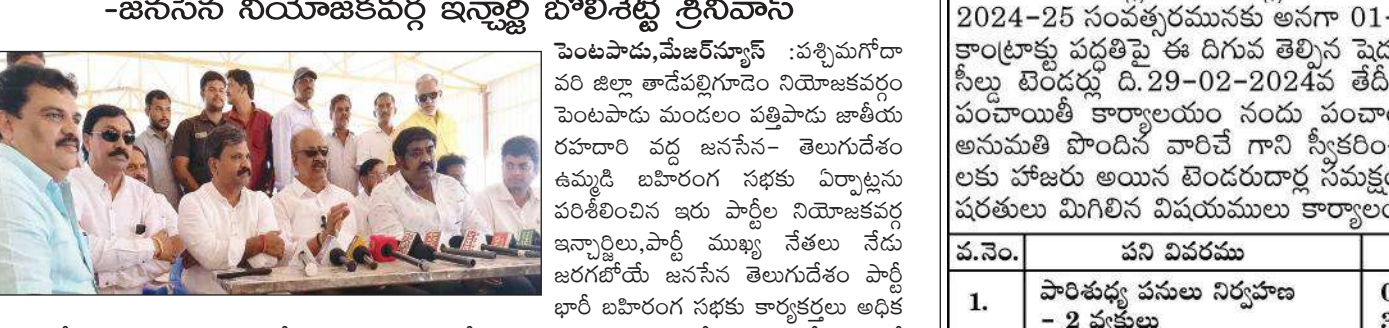 -జనసేన నియోజకవర్గ ఇన్చార్జి బొలిశెట్టి శ్రీనివాస్
పెంటపాడు,మేజర్‌న్యూస్ :పశ్చిమగోదా
వరి జిల్లా తాడేపల్లిగూడెం నియోజకవర్గం
పెంటపాడు మండలం పత్తిపాడు జాతీయ
రహదారి వద్ద జనసేన- తెలుగుదేశం
ఉమ్మడి బహిరంగ సభకు ఏర్పాట్లను
పరిశీలించిన ఇరు పార్టీల నియోజకవర్గ
ఇన్చార్జిలు,పార్టీ ముఖ్య నేతలు నేడు
జరగబోయే జనసేన తెలుగుదేశం పార్టీ
భారీ బహిరంగ సభకు కార్యకర్తలు అధిక
2024-25 సంవత్సరమునకు అనగా 01-
కాంట్రాక్టు పద్ధతిపై ఈ దిగువ తెల్పిన షెడ
సీల్డు టెండర్లు ది.29-02-2024వ తేదీ
పంచాయితీ కార్యాలయం నందు పంచా
అనుమతి పొందిన వారిచే గాని స్వీకరిం
లకు హాజరు అయిన టెండరుదార్ల సమక్ష
షరతులు మిగిలిన విషయములు కార్యాల
వ.నెం. పని వివరము
1. పారిశుధ్య పనులు నిర్వహణ
- 2 వ్యక్తులు